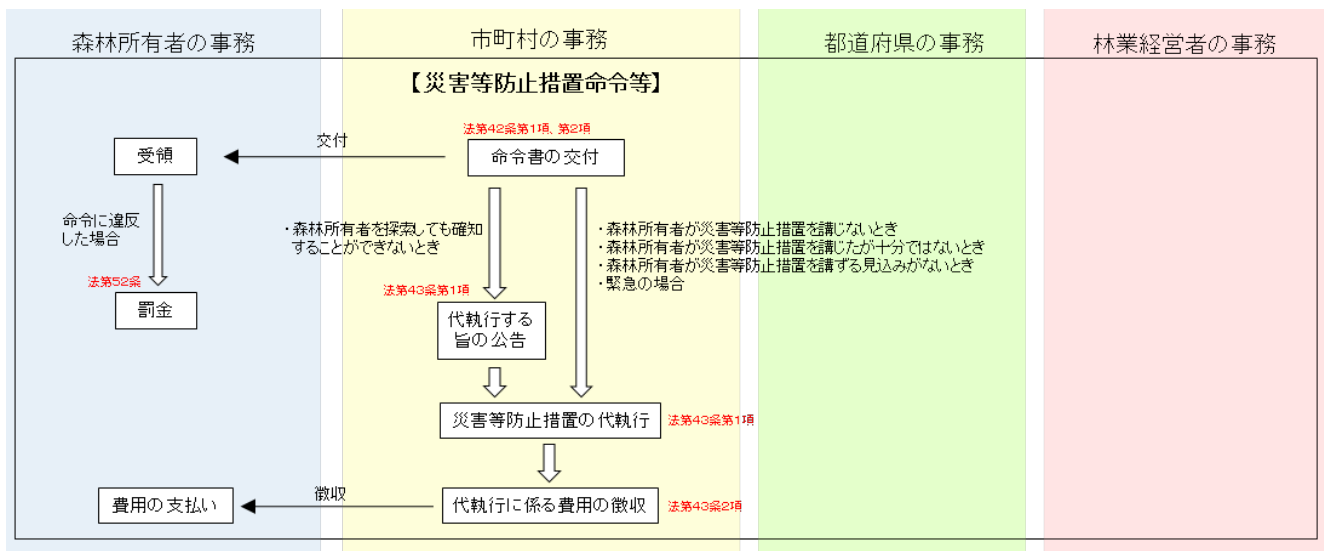 森林所有者の事務
市町村の事務
都道府県の事務
林業経営者の事務
【災害等防止措置命令等】
法第42条第1項、第2項
交付
受領
命令書の交付
命令に違反
した場合
・森林所有者を探索しても確知
することができないとき
・森林所有者が災害等防止措置を講じないとき
・森林所有者が災害等防止措置を講じたが十分ではないとき
・森林所有者が災害等防止措置を講ずる見込みがないとき
・緊急の場合
法第52条
罰金
法第43条第1項
代執行する
旨の公告
災害等防止措置の代執行
法第43条第1項
費用の支払い
徴収
代執行に係る費用の徴収
法第43条2項